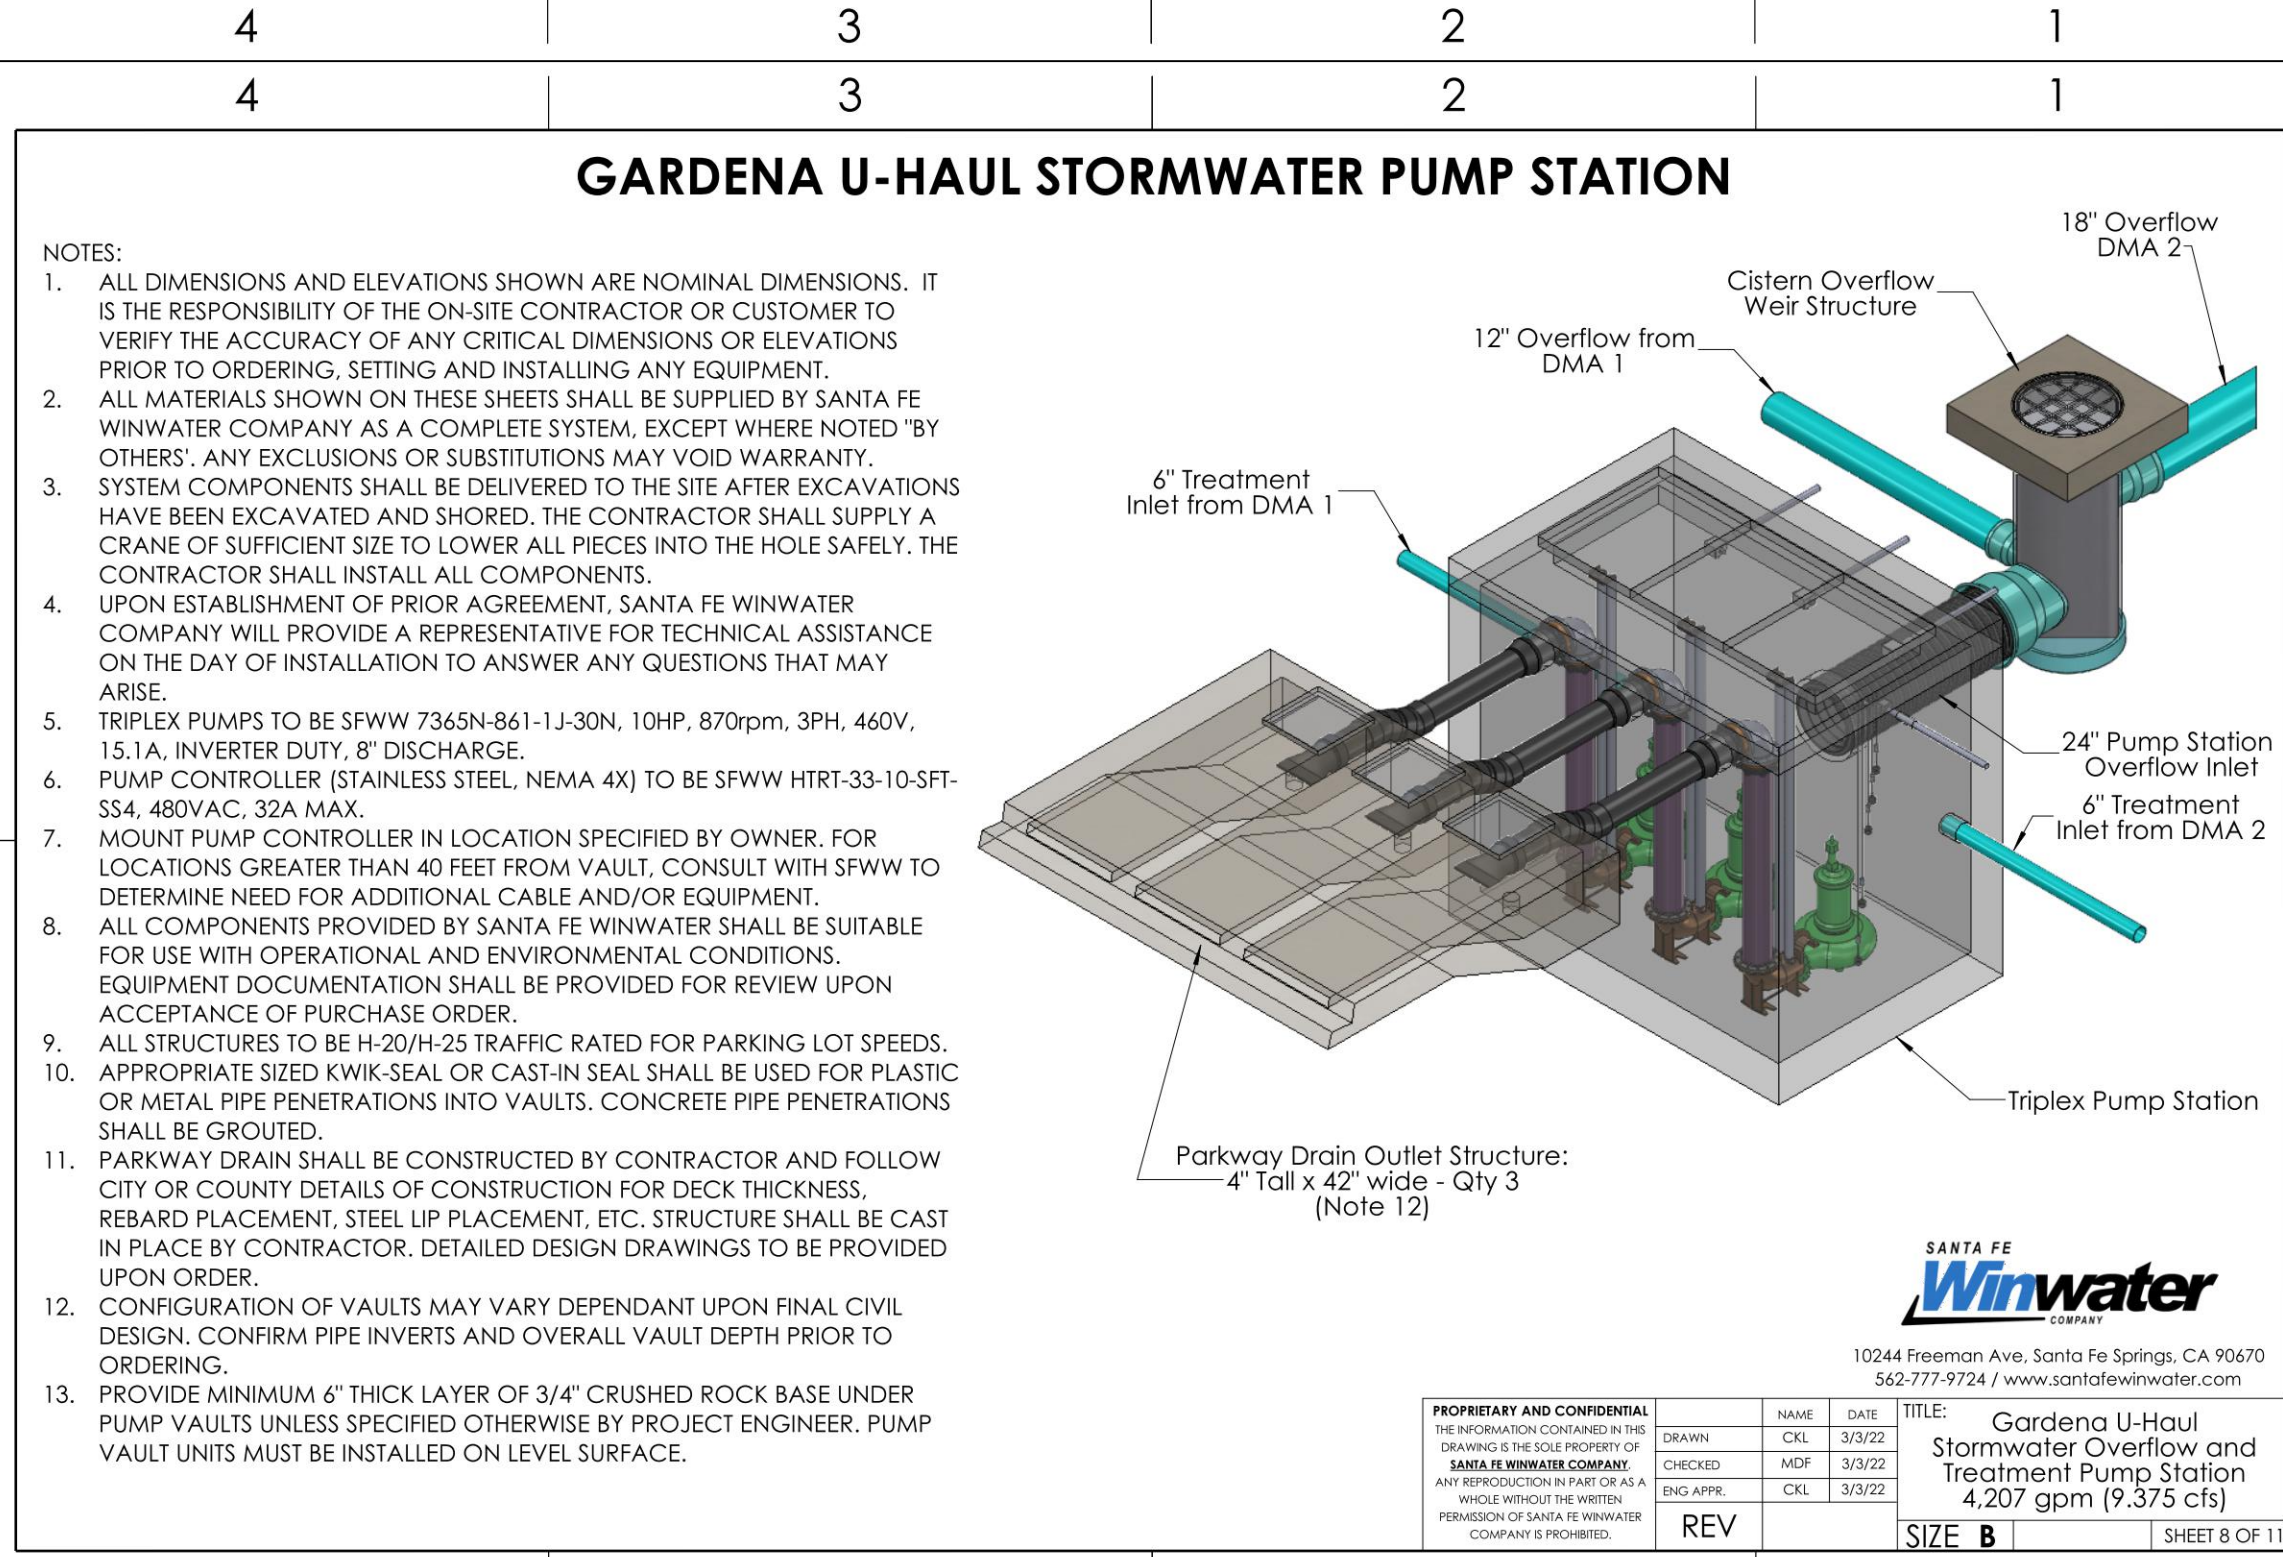 4 3 2 1
4 3 2 1
GARDENA U-HAUL STORMWATER PUMP STATION
NOTES:
1. ALL DIMENSIONS AND ELEVATIONS SHOWN ARE NOMINAL DIMENSIONS. IT
IS THE RESPONSIBILITY OF THE ON-SITE CONTRACTOR OR CUSTOMER TO
VERIFY THE ACCURACY OF ANY CRITICAL DIMENSIONS OR ELEVATIONS
PRIOR TO ORDERING, SETTING AND INSTALLING ANY EQUIPMENT.
2. ALL MATERIALS SHOWN ON THESE SHEETS SHALL BE SUPPLIED BY SANTA FE
WINWATER COMPANY AS A COMPLETE SYSTEM, EXCEPT WHERE NOTED "BY
OTHERS'. ANY EXCLUSIONS OR SUBSTITUTIONS MAY VOID WARRANTY.
3. SYSTEM COMPONENTS SHALL BE DELIVERED TO THE SITE AFTER EXCAVATIONS
HAVE BEEN EXCAVATED AND SHORED. THE CONTRACTOR SHALL SUPPLY A
CRANE OF SUFFICIENT SIZE TO LOWER ALL PIECES INTO THE HOLE SAFELY. THE
CONTRACTOR SHALL INSTALL ALL COMPONENTS.
4. UPON ESTABLISHMENT OF PRIOR AGREEMENT, SANTA FE WINWATER
COMPANY WILL PROVIDE A REPRESENTATIVE FOR TECHNICAL ASSISTANCE
ON THE DAY OF INSTALLATION TO ANSWER ANY QUESTIONS THAT MAY
ARISE.
5. TRIPLEX PUMPS TO BE SFWW 7365N-861-1J-30N, 10HP, 870rpm, 3PH, 460V,
15.1A, INVERTER DUTY, 8" DISCHARGE.
6. PUMP CONTROLLER (STAINLESS STEEL, NEMA 4X) TO BE SFWW HTRT-33-10-SFT-
SS4, 480VAC, 32A MAX.
7. MOUNT PUMP CONTROLLER IN LOCATION SPECIFIED BY OWNER. FOR
LOCATIONS GREATER THAN 40 FEET FROM VAULT, CONSULT WITH SFWW TO
DETERMINE NEED FOR ADDITIONAL CABLE AND/OR EQUIPMENT.
8. ALL COMPONENTS PROVIDED BY SANTA FE WINWATER SHALL BE SUITABLE
FOR USE WITH OPERATIONAL AND ENVIRONMENTAL CONDITIONS.
EQUIPMENT DOCUMENTATION SHALL BE PROVIDED FOR REVIEW UPON
ACCEPTANCE OF PURCHASE ORDER.
9. ALL STRUCTURES TO BE H-20/H-25 TRAFFIC RATED FOR PARKING LOT SPEEDS.
10. APPROPRIATE SIZED KWIK-SEAL OR CAST-IN SEAL SHALL BE USED FOR PLASTIC
OR METAL PIPE PENETRATIONS INTO VAULTS. CONCRETE PIPE PENETRATIONS
SHALL BE GROUTED.
11. PARKWAY DRAIN SHALL BE CONSTRUCTED BY CONTRACTOR AND FOLLOW
CITY OR COUNTY DETAILS OF CONSTRUCTION FOR DECK THICKNESS,
REBARD PLACEMENT, STEEL LIP PLACEMENT, ETC. STRUCTURE SHALL BE CAST
IN PLACE BY CONTRACTOR. DETAILED DESIGN DRAWINGS TO BE PROVIDED
UPON ORDER.
12. CONFIGURATION OF VAULTS MAY VARY DEPENDANT UPON FINAL CIVIL
DESIGN. CONFIRM PIPE INVERTS AND OVERALL VAULT DEPTH PRIOR TO
ORDERING.
13. PROVIDE MINIMUM 6" THICK LAYER OF 3/4" CRUSHED ROCK BASE UNDER
PUMP VAULTS UNLESS SPECIFIED OTHERWISE BY PROJECT ENGINEER. PUMP
VAULT UNITS MUST BE INSTALLED ON LEVEL SURFACE.
18" Overflow
DMA 2
Cistern Overflow
Weir Structure
12" Overflow from
DMA 1
6" Treatment
Inlet from DMA 1
24" Pump Station
Overflow Inlet
6" Treatment
Inlet from DMA 2
Triplex Pump Station
Parkway Drain Outlet Structure:
4" Tall x 42" wide - Qty 3
(Note 12)
SANTA FE
Winwater
COMPANY
10244 Freeman Ave, Santa Fe Springs, CA 90670
562-777-9724 / www.santafewinwater.com
PROPRIETARY AND CONFIDENTIAL
THE INFORMATION CONTAINED IN THIS
DRAWING IS THE SOLE PROPERTY OF
SANTA FE WINWATER COMPANY.
ANY REPRODUCTION IN PART OR AS A
WHOLE WITHOUT THE WRITTEN
PERMISSION OF SANTA FE WINWATER
COMPANY IS PROHIBITED.
NAME DATE
DRAWN CKL 3/3/22
CHECKED MDF 3/3/22
ENG APPR. CKL 3/3/22
REV
TITLE:
Gardena U-Haul
Stormwater Overflow and
Treatment Pump Station
4,207 gpm (9.375 cfs)
SIZE B
SHEET 8 OF 11